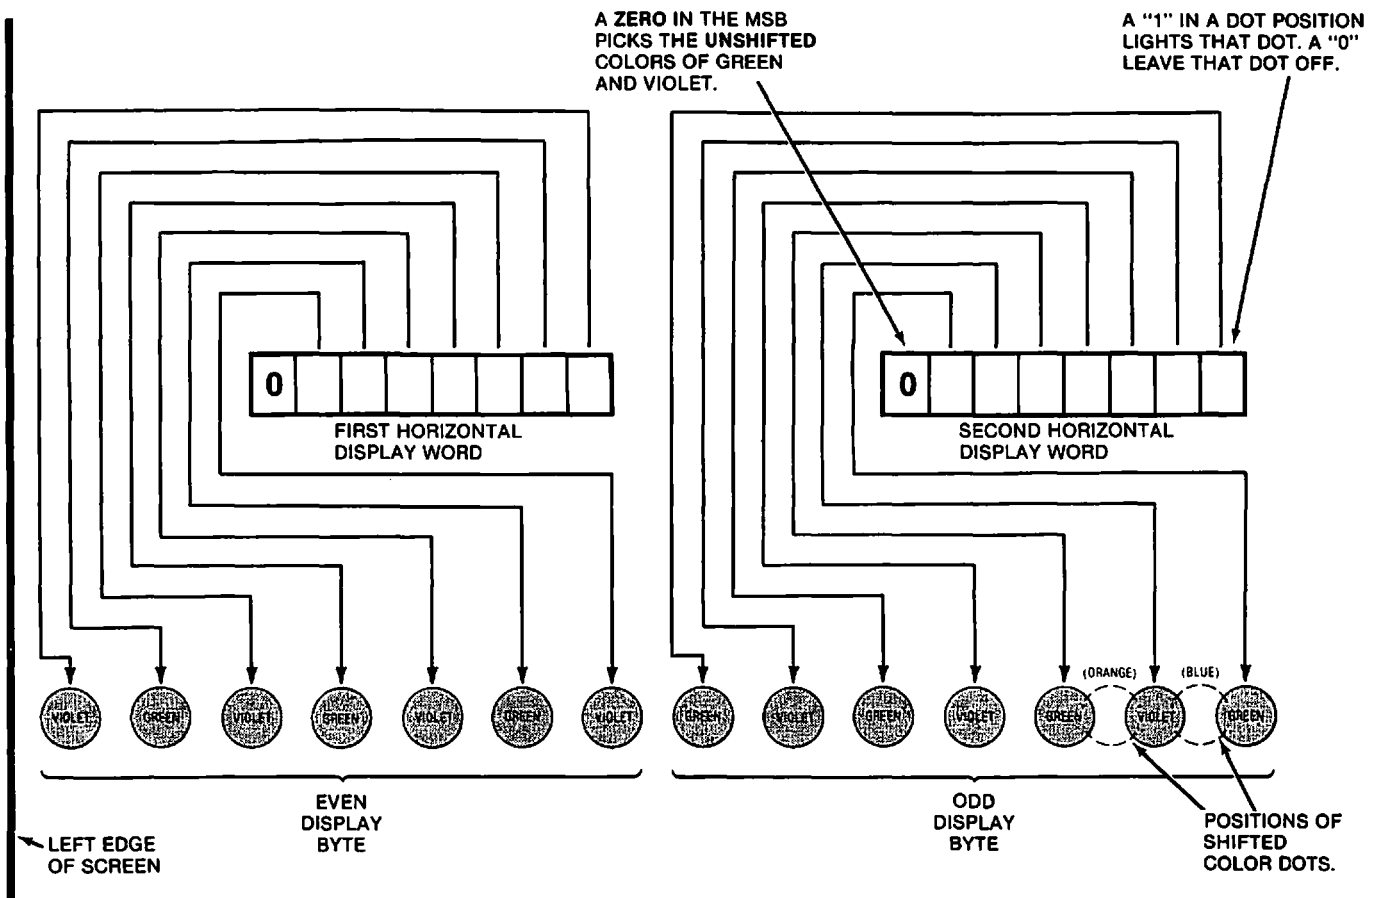 A ZERO IN THE MSB
PICKS THE UNSHIFTED
COLORS OF GREEN
AND VIOLET.
A "1" IN A DOT POSITION
LIGHTS THAT DOT. A "0"
LEAVE THAT DOT OFF.
0
FIRST HORIZONTAL
DISPLAY WORD
0
SECOND HORIZONTAL
DISPLAY WORD
(ORANGE)
(BLUE)
VIOLET
GREEN
VIOLET
GREEN
VIOLET
GREEN
VIOLET
GREEN
VIOLET
GREEN
VIOLET
GREEN
VIOLET
GREEN
EVEN
DISPLAY
BYTE
ODD
DISPLAY
BYTE
LEFT EDGE
OF SCREEN
POSITIONS OF
SHIFTED
COLOR DOTS.